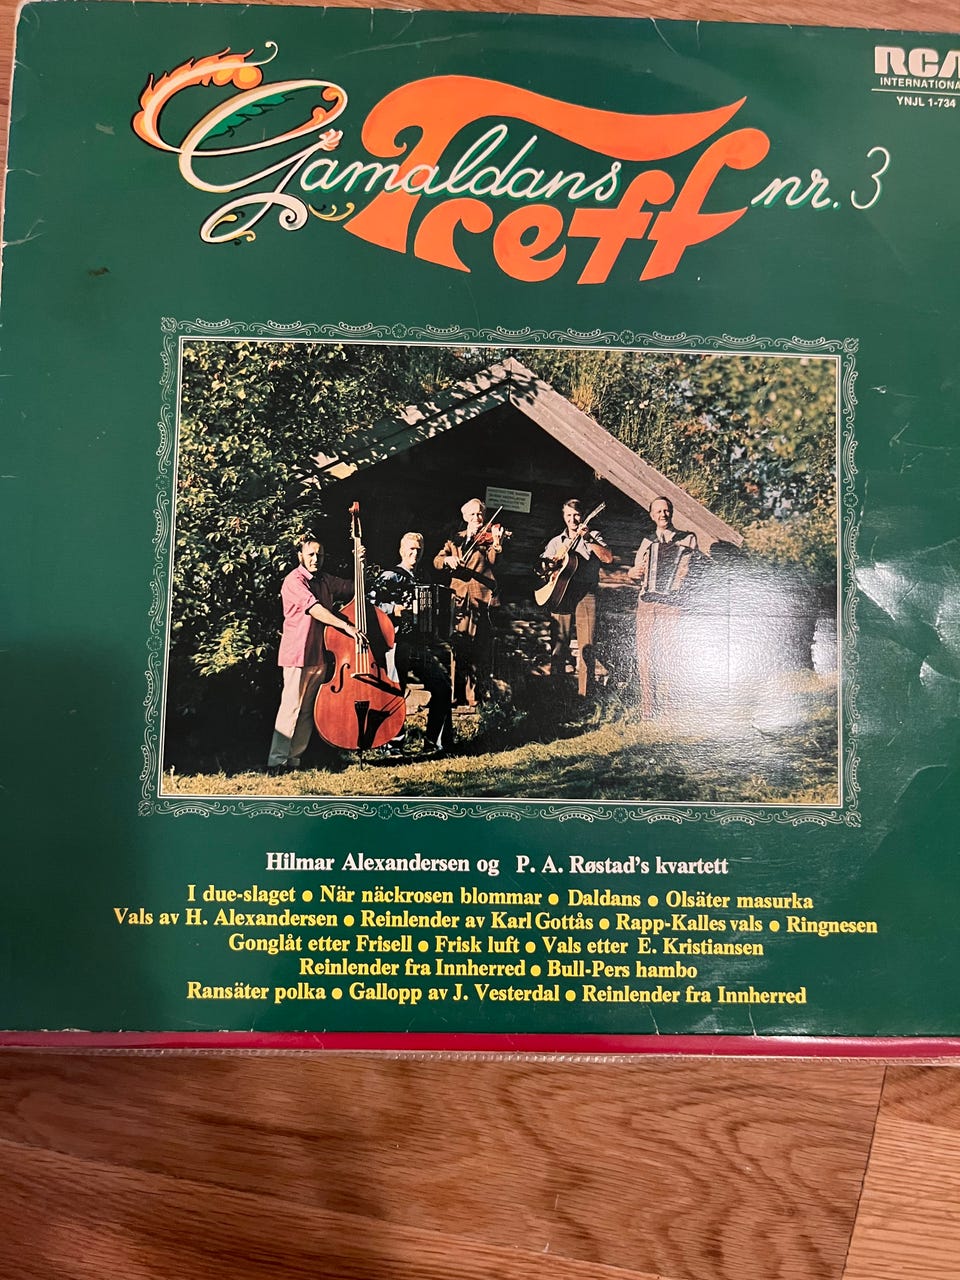 RCA
INTERNATIONAL
YNJL 1-734
Gamaldans
Treff
nr. 3
Hilmar Alexandersen og P. A. Røstad's kvartett
I due-slaget ● När näckrosen blommar ● Daldans ● Olsäter masurka
Vals av H. Alexandersen ● Reinlender av Karl Gottås ● Rapp-Kalles vals ● Ringnesen
Gonglåt etter Frisell ● Frisk luft ● Vals etter E. Kristiansen
Reinlender fra Innherred ● Bull-Pers hambo
Ransäter polka ● Gallopp av J. Vesterdal ● Reinlender fra Innherred